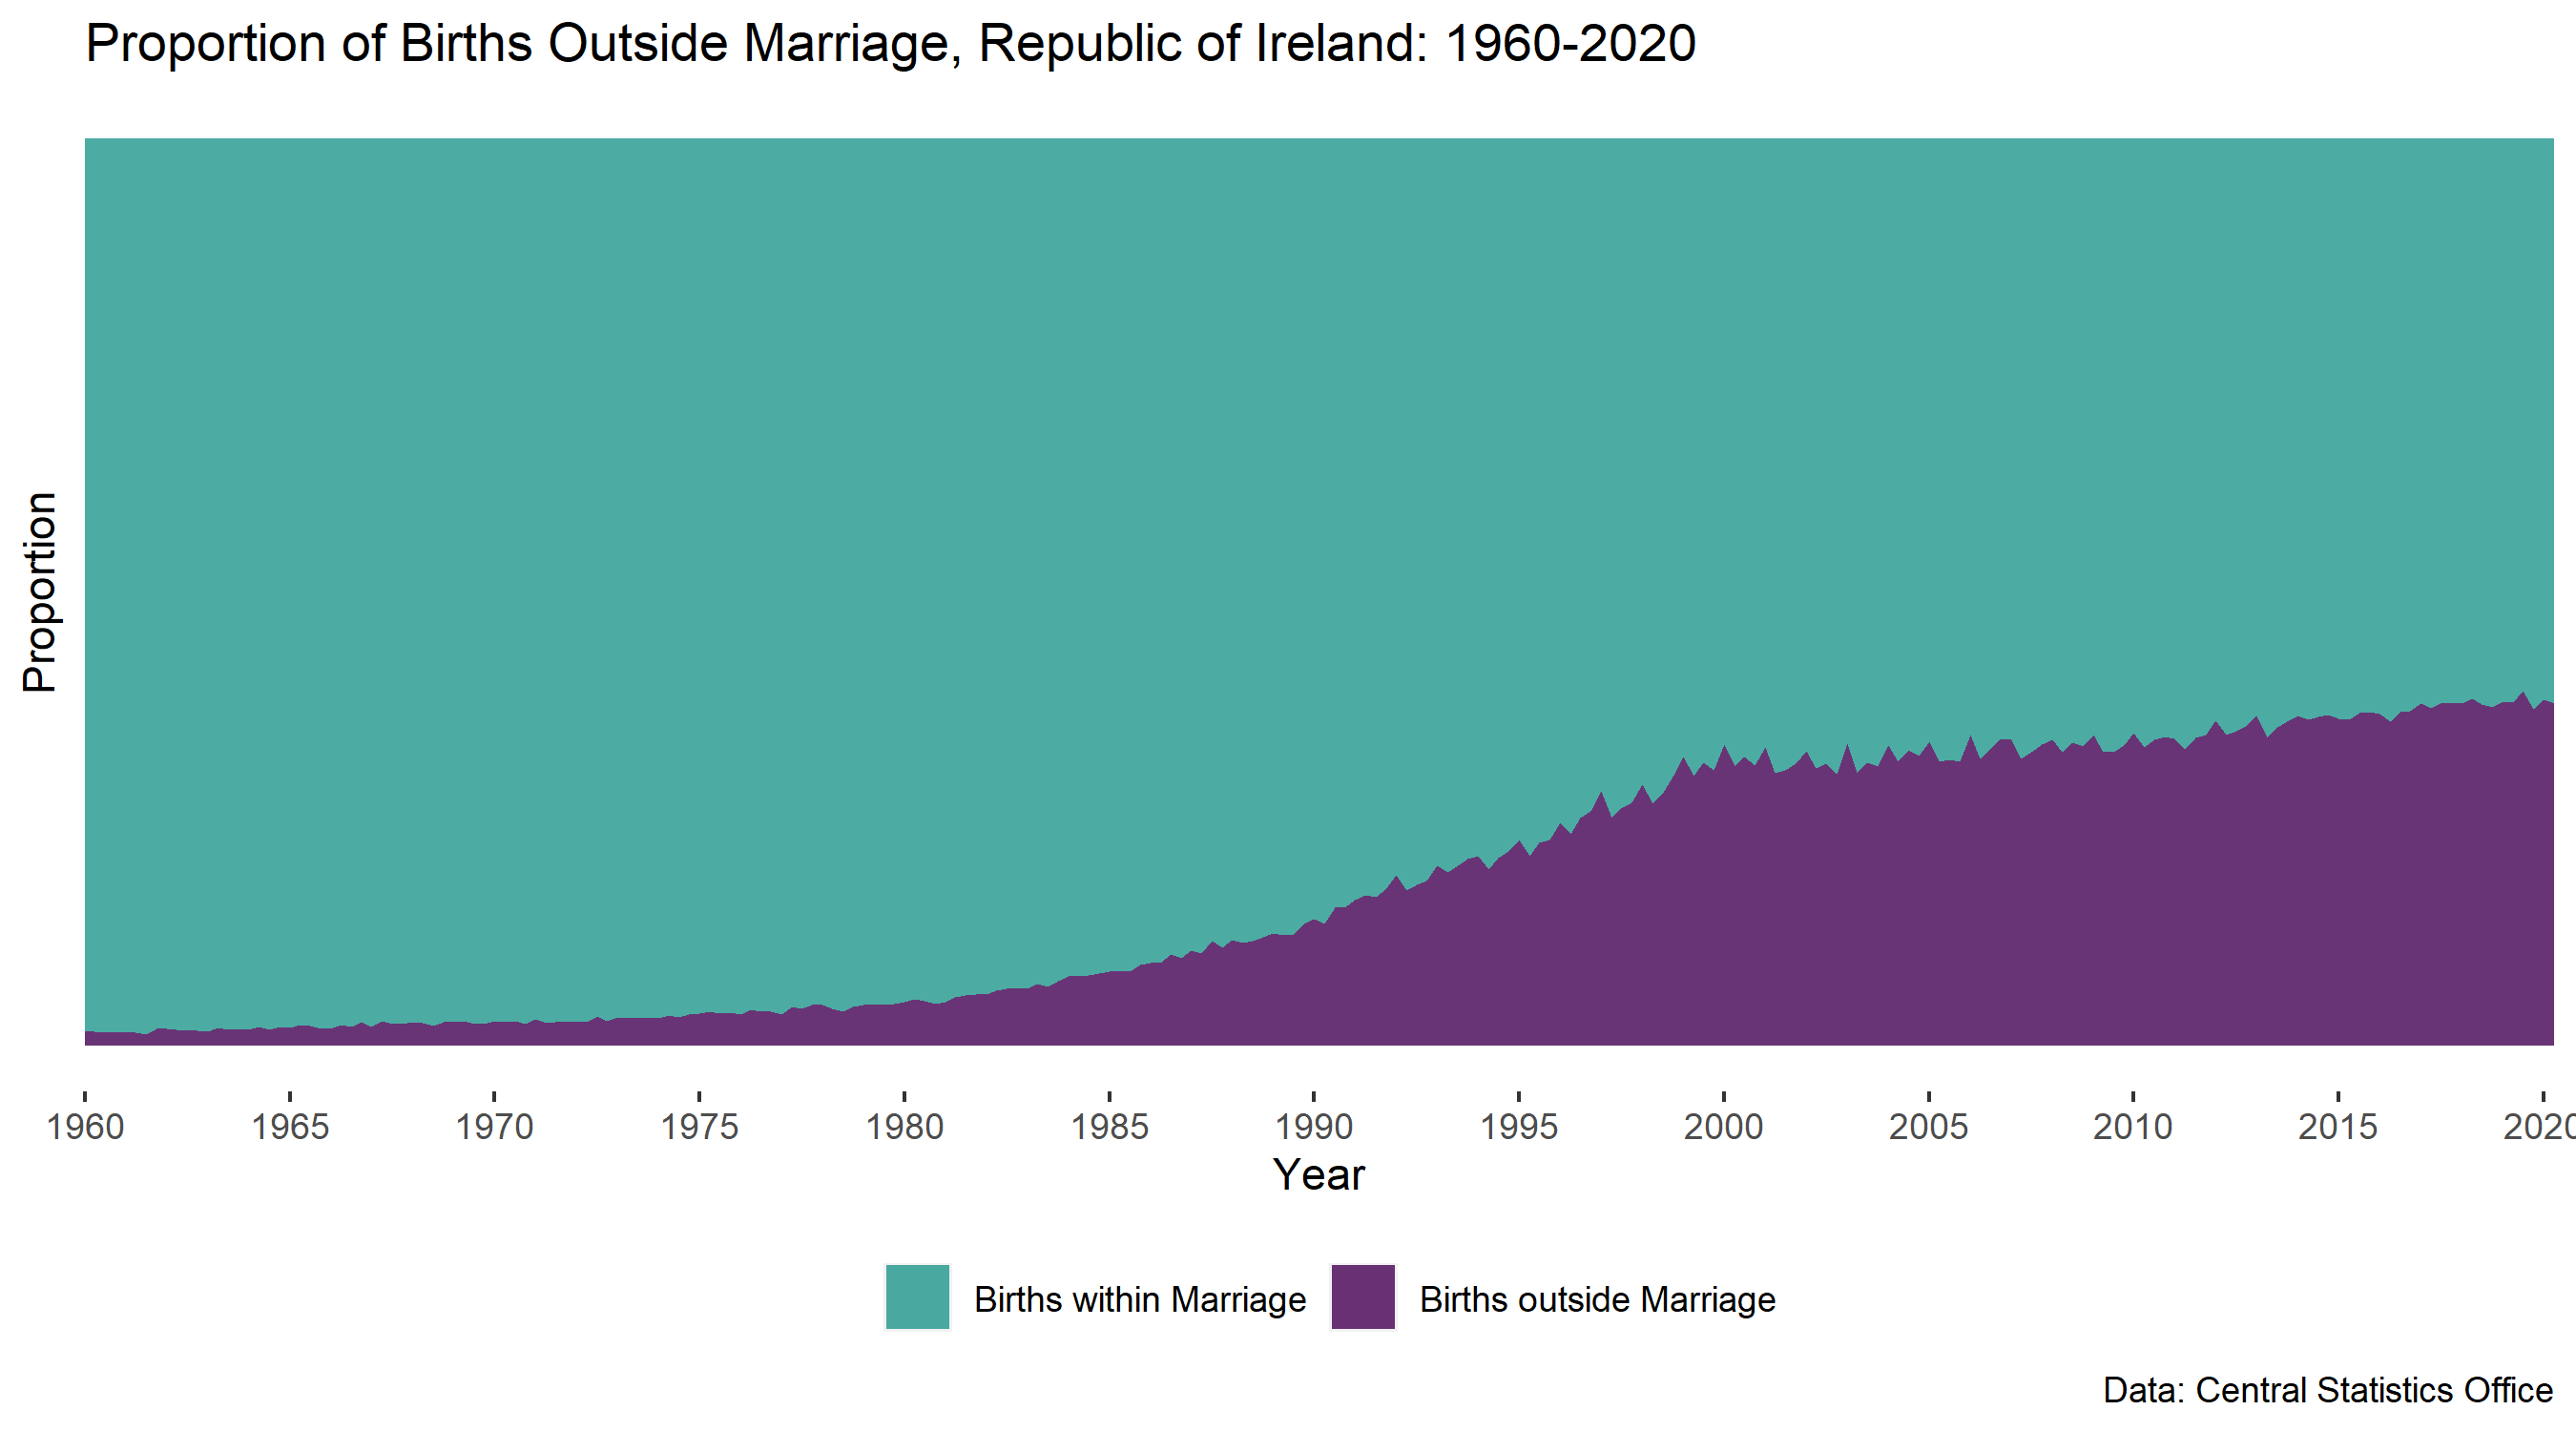 Proportion of Births Outside Marriage, Republic of Ireland: 1960-2020
Proportion
1960 1965 1970 1975 1980 1985 1990 1995 2000 2005 2010 2015 2020
Year
Births within Marriage Births outside Marriage
Data: Central Statistics Office